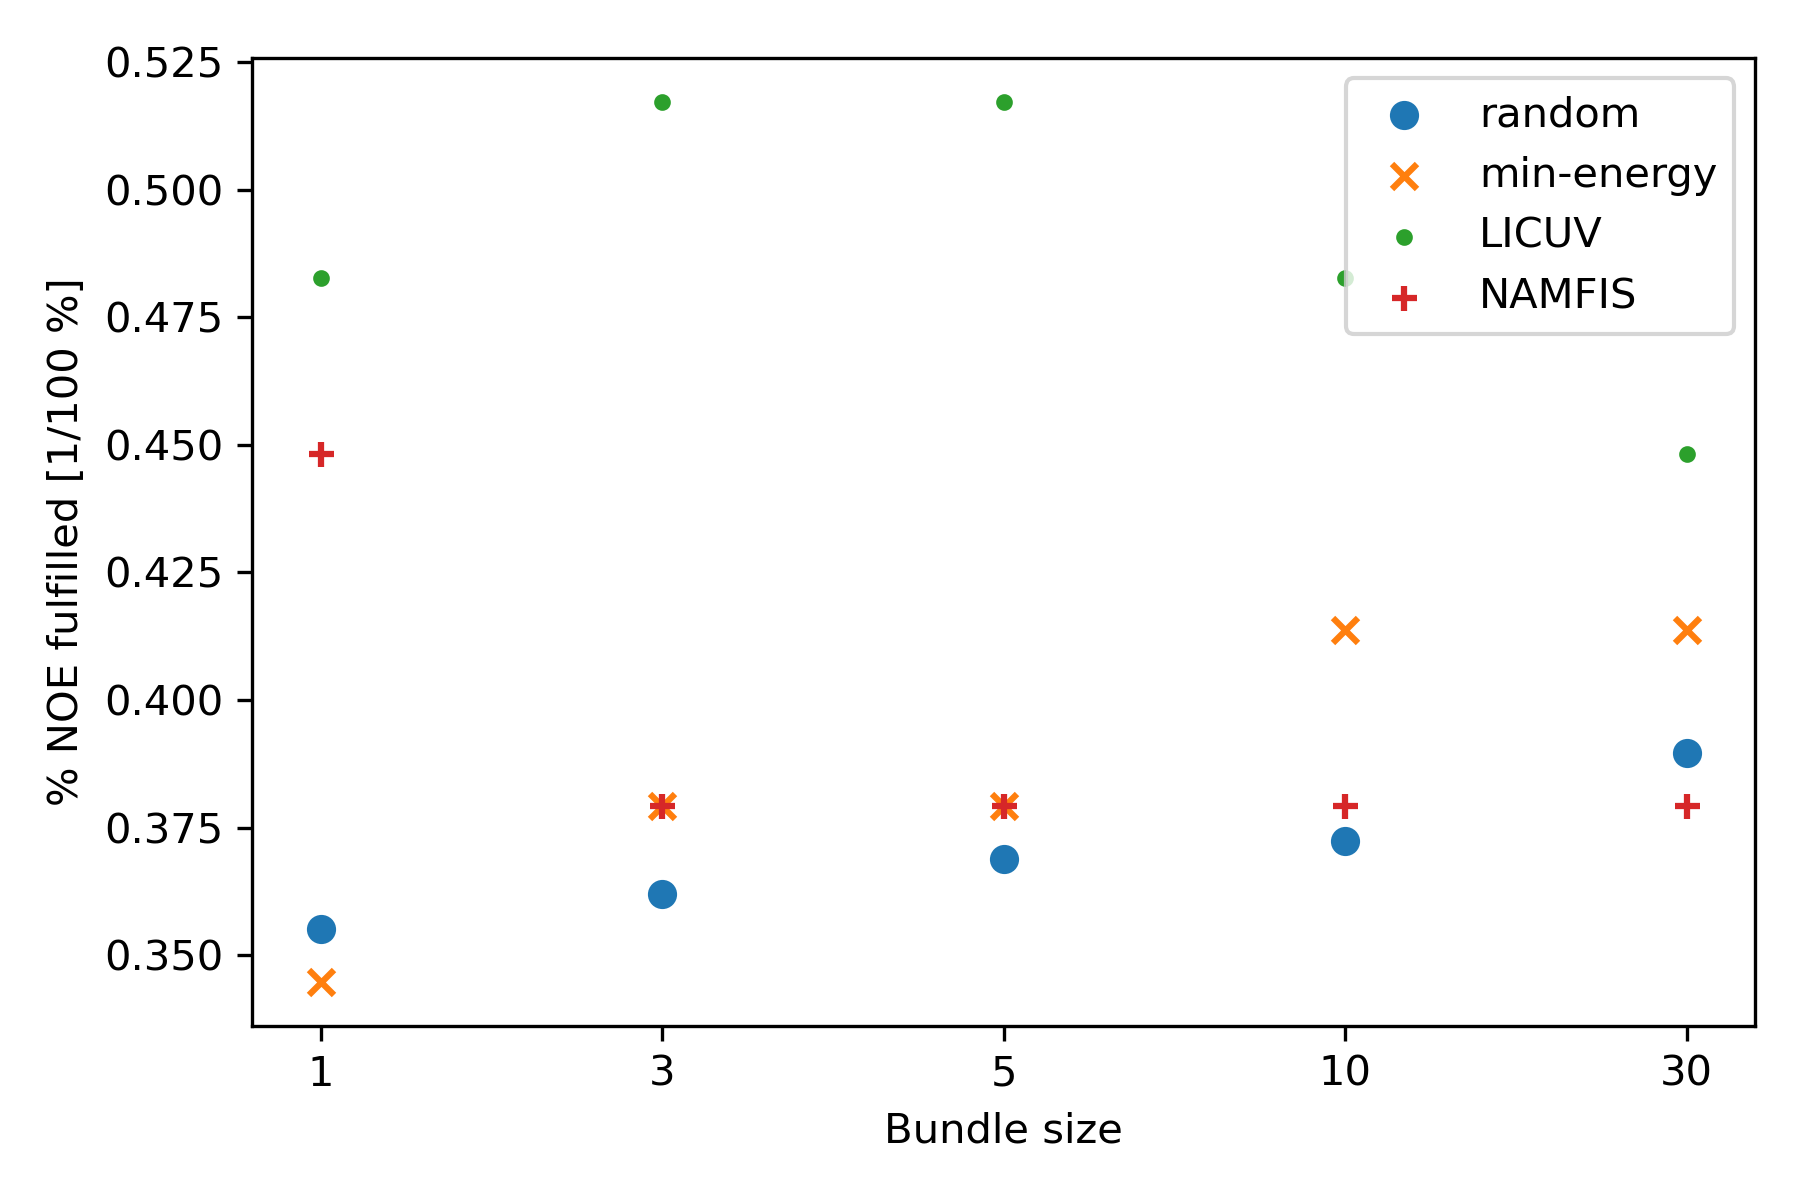 0.525
0.500
0.475
0.450
0.425
0.400
0.375
0.350
% NOE fulfilled [1/100 %]
random
min-energy
LICUV
NAMFIS
1 3 5 10 30
Bundle size